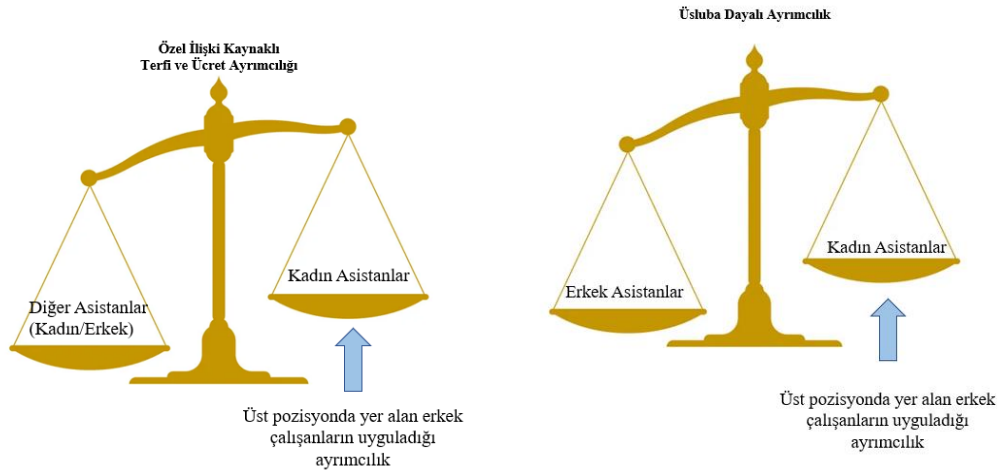 Özel İlişki Kaynaklı
Terfi ve Ücret Ayrımcılığı
Kadın Asistanlar
Diğer Asistanlar
(Kadın/Erkek)
Üst pozisyonda yer alan erkek
çalışanların uyguladığı
ayrımcılık
Üsluba Dayalı Ayrımcılık
Kadın Asistanlar
Erkek Asistanlar
Üst pozisyonda yer alan erkek
çalışanların uyguladığı
ayrımcılık